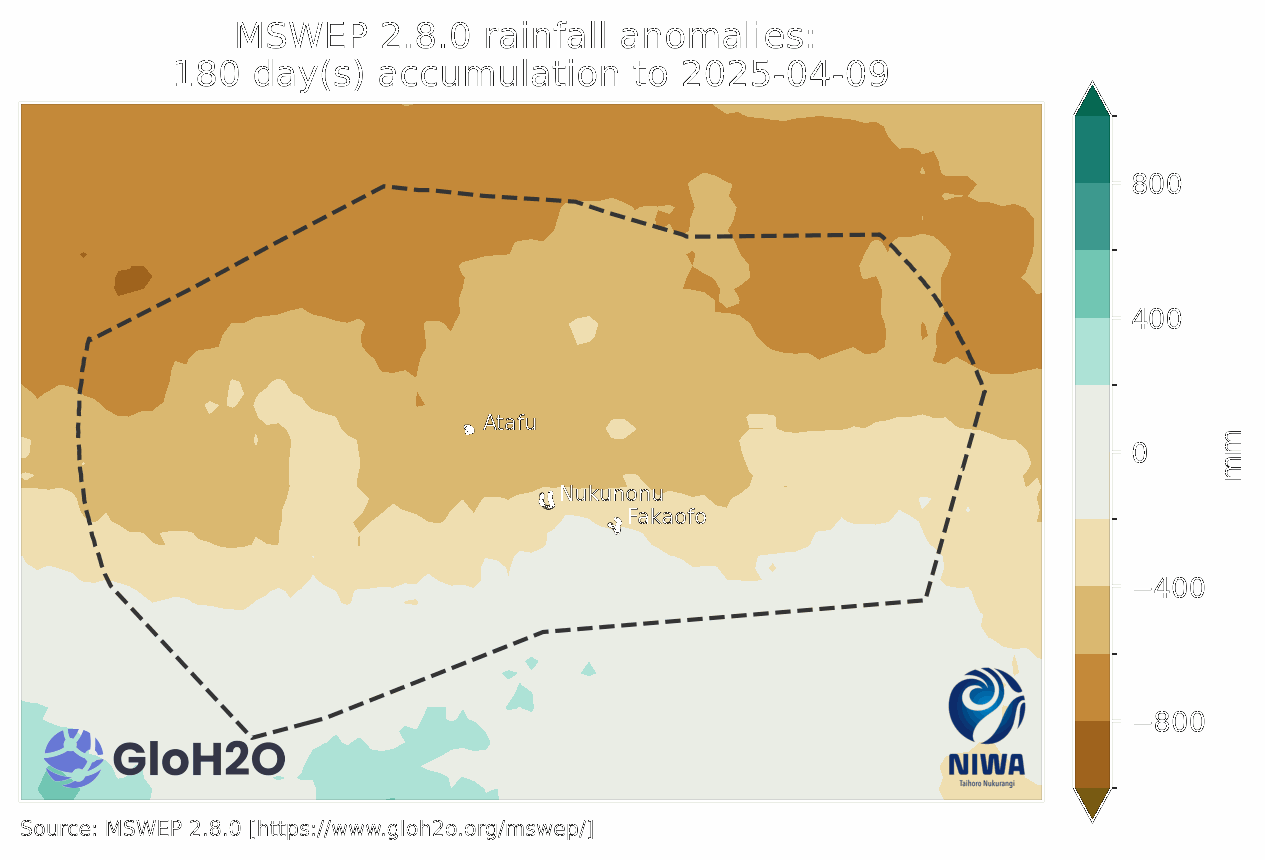 MSWEP 2.8.0 rainfall anomalies:
180 day(s) accumulation to 2025-04-09
800
400
0
−400
−800
mm
Atafu
Nukunonu
Fakaofo
GloH2O
NIWA
Taihoro Nukurangi
Source: MSWEP 2.8.0 [https://www.gloh2o.org/mswep/]